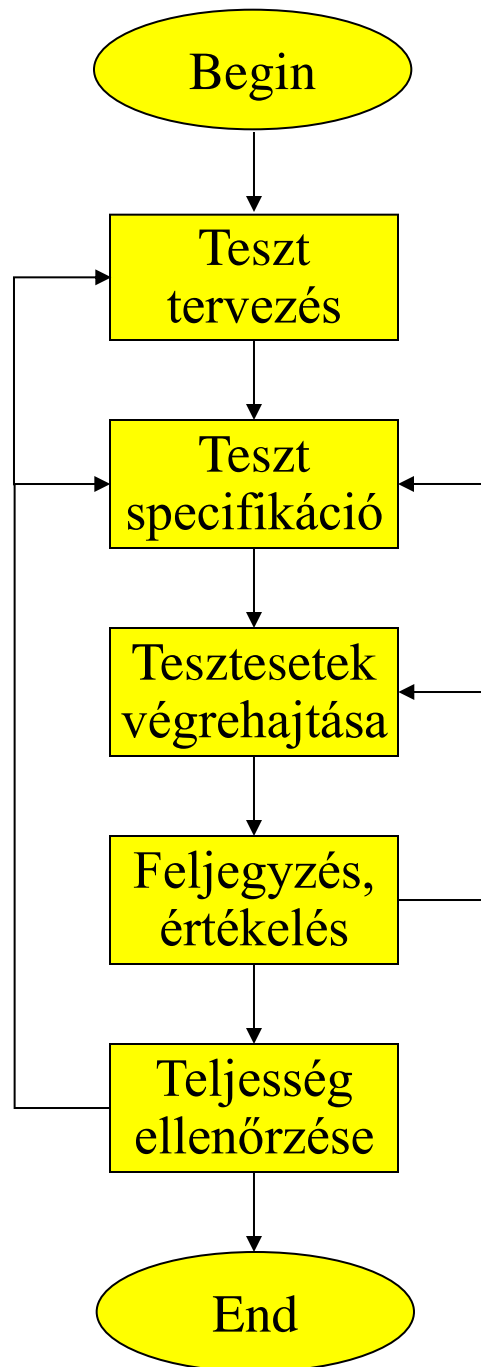 Begin
Teszt
tervezés
Teszt
specifikáció
Tesztesetek
végrehajtása
Feljegyzés,
értékelés
Teljesség
ellenőrzése
End